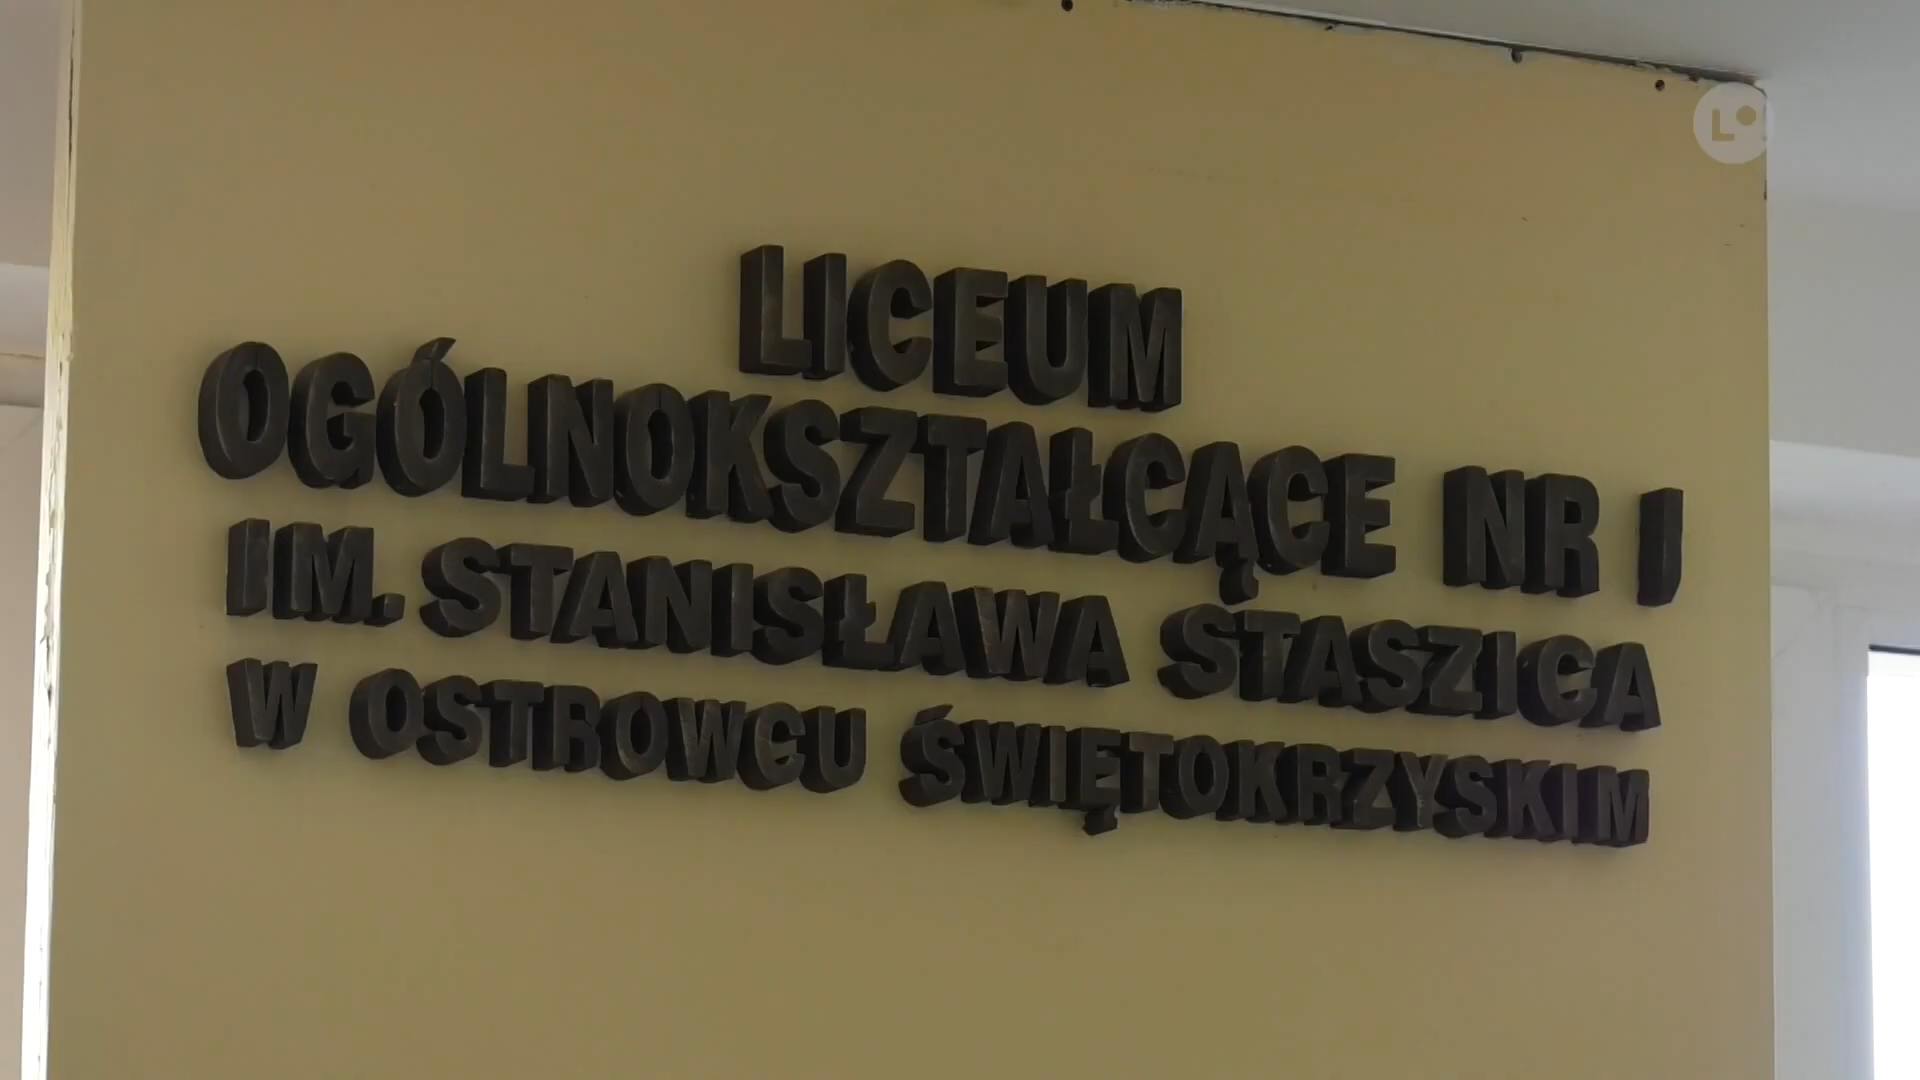 LICEUM
OGÓLNOKSZTAŁCĄCE NR I
IM. STANISŁAWA STASZICA
W OSTROWCU ŚWIĘTOKRZYSKIM
L